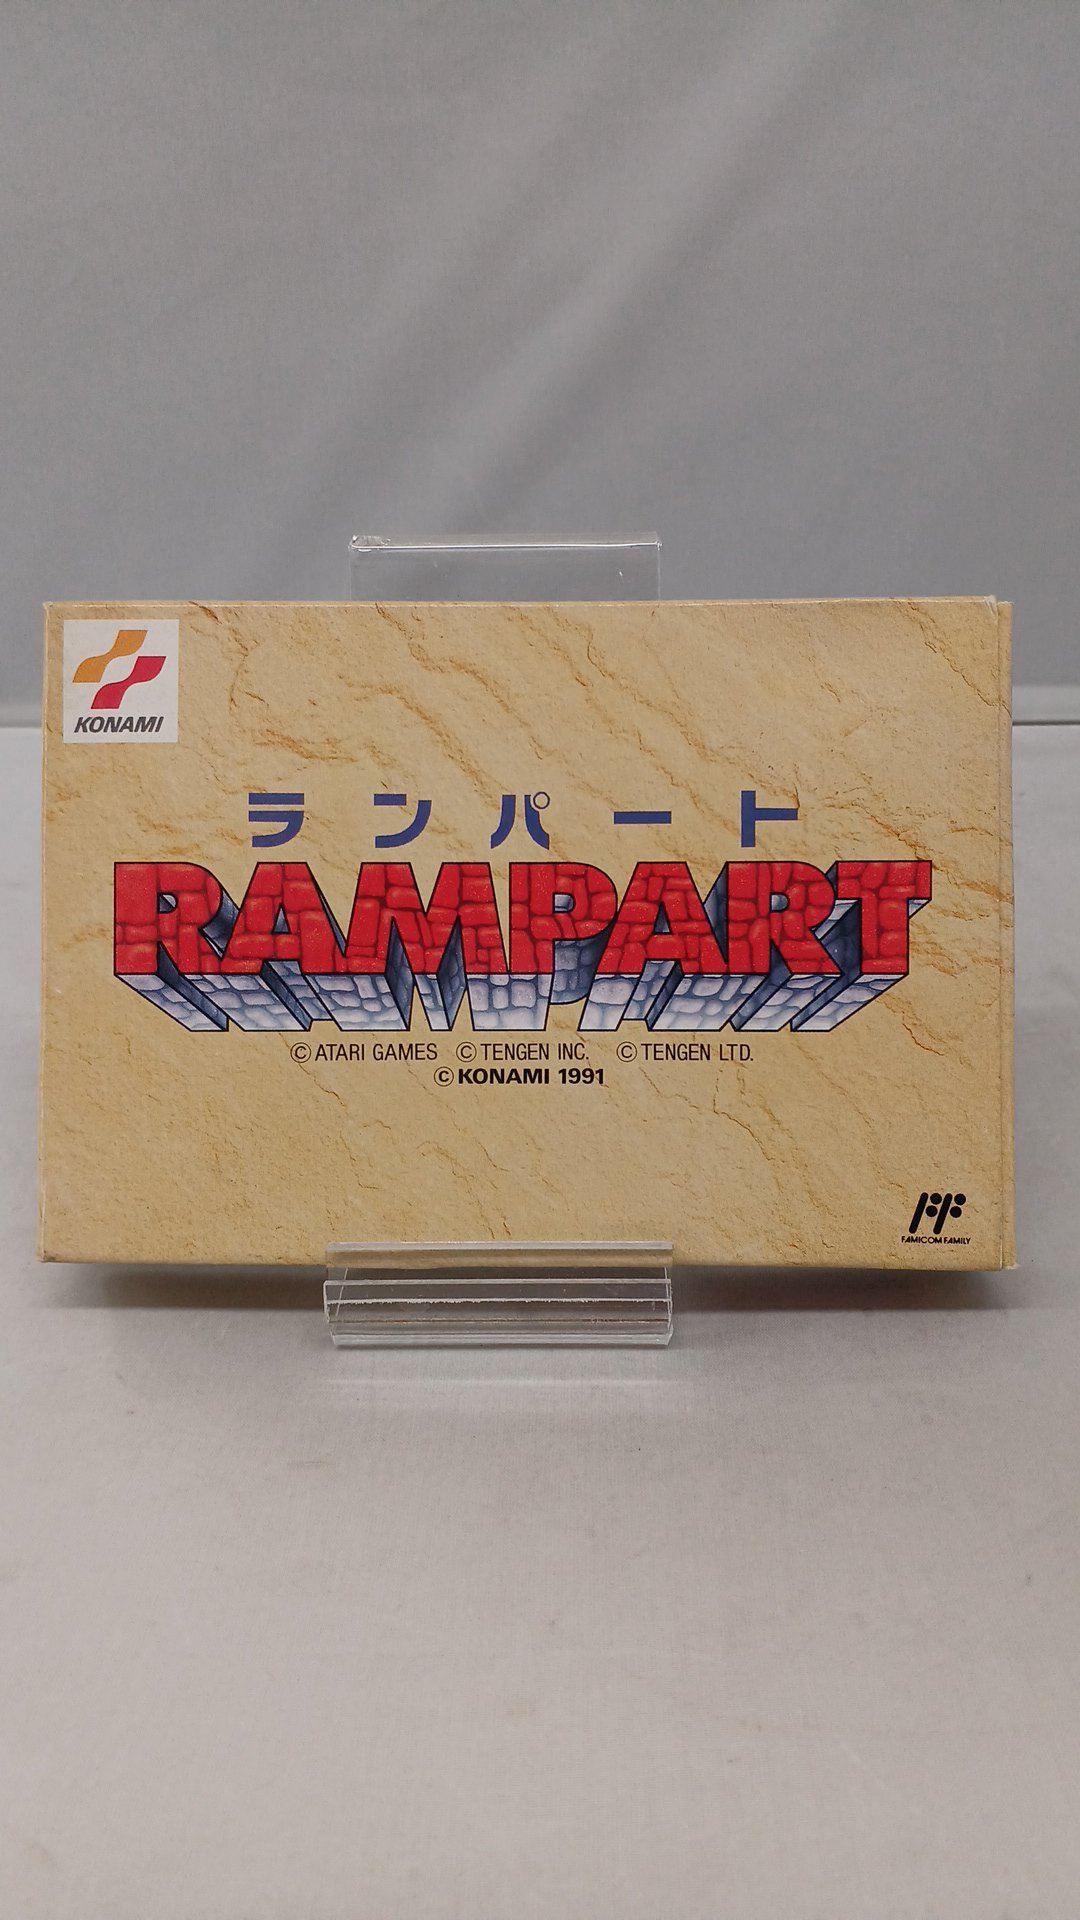 KONAMI
ランパート
RAMPART
© ATARI GAMES © TENGEN INC. © TENGEN LTD.
© KONAMI 1991
FAMICOM FAMILY